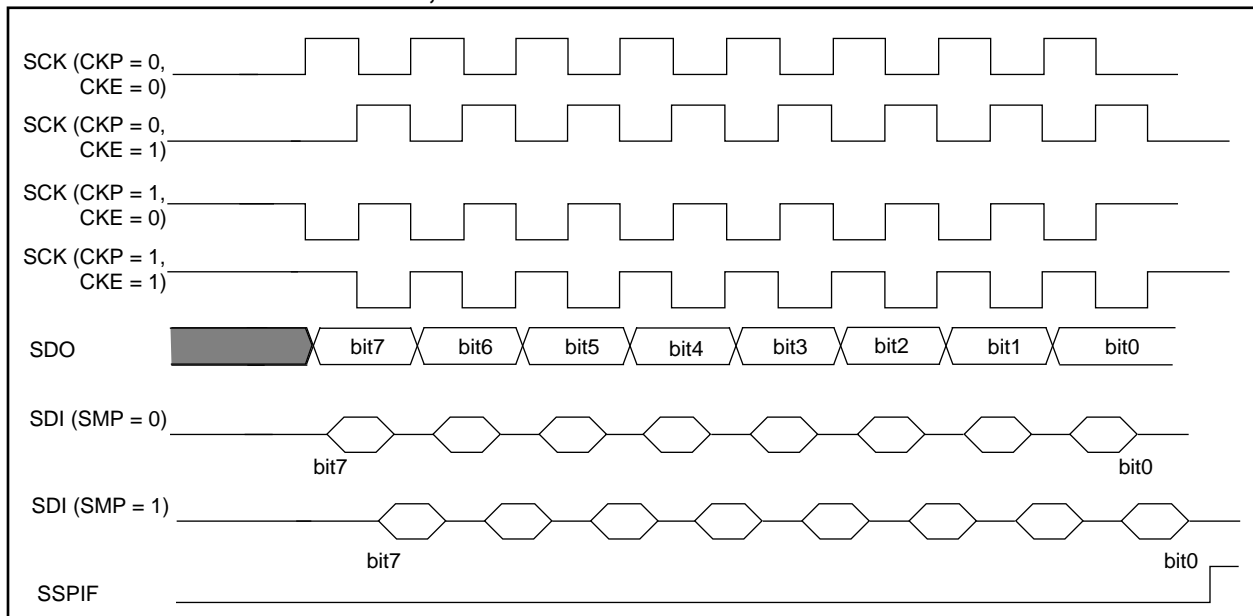 SCK (CKP = 0,
CKE = 0)
SCK (CKP = 0,
CKE = 1)
SCK (CKP = 1,
CKE = 0)
SCK (CKP = 1,
CKE = 1)
SDO bit7 bit6 bit5 bit4 bit3 bit2 bit1 bit0
SDI (SMP = 0)
bit7 bit0
SDI (SMP = 1)
bit7 bit0
SSPIF